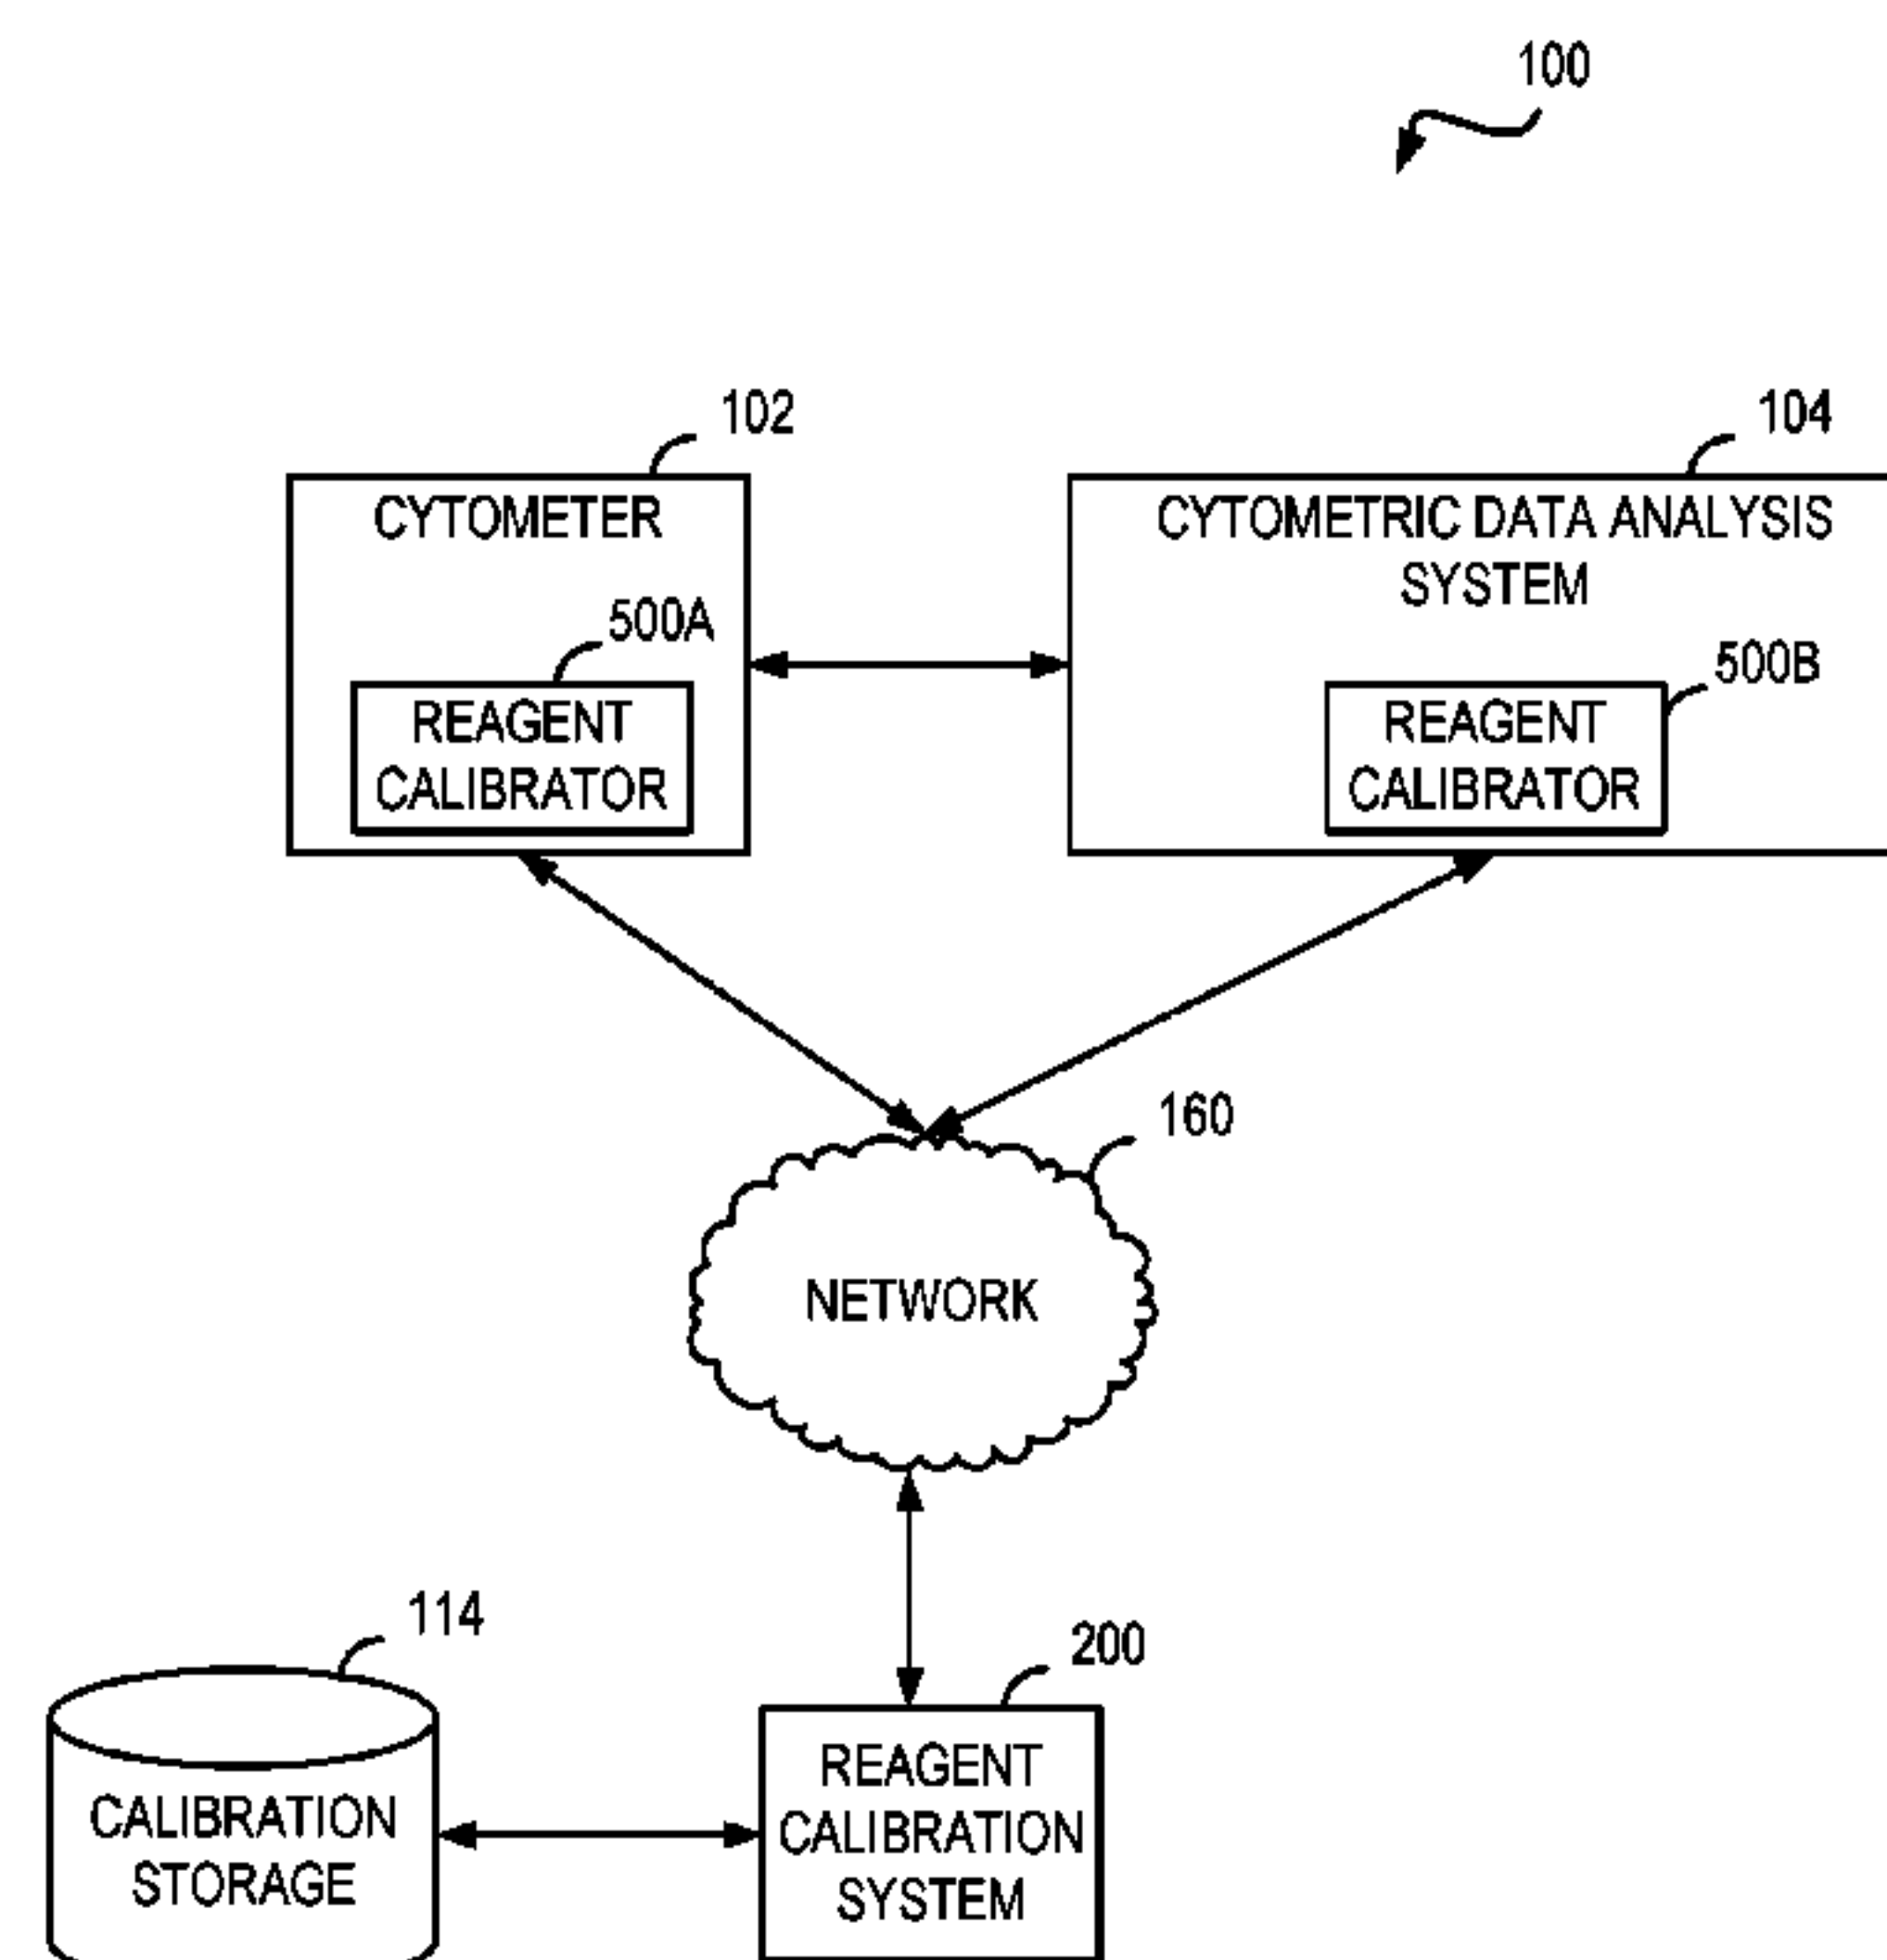 100
102
104
CYTOMETER
CYTOMETRIC DATA ANALYSIS
SYSTEM
500A
500B
REAGENT
CALIBRATOR
REAGENT
CALIBRATOR
160
NETWORK
114
200
CALIBRATION
STORAGE
REAGENT
CALIBRATION
SYSTEM